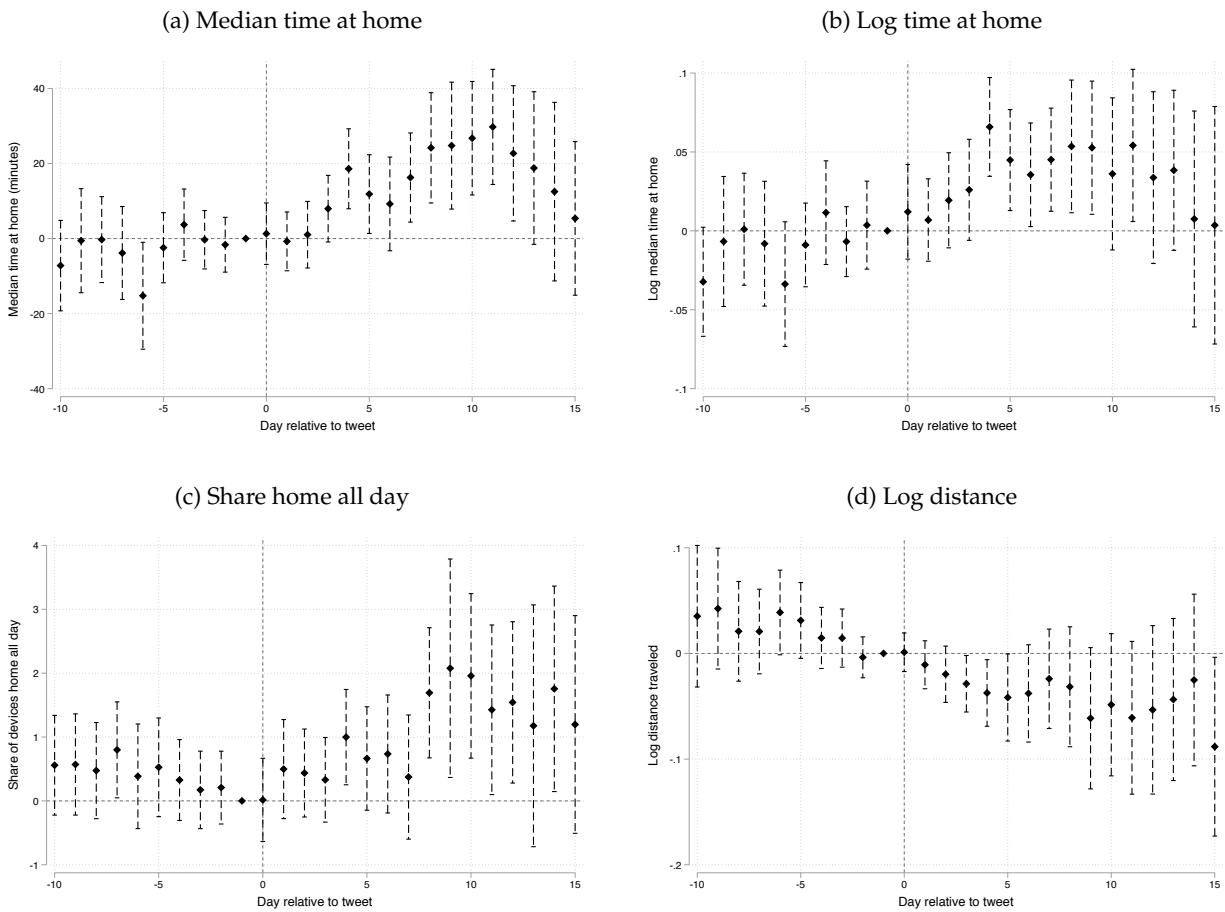 (a) Median time at home
Median time at home (minutes)
40
20
0
-20
-40
-10 -5 0 5 10 15
Day relative to tweet
(b) Log time at home
Log median time at home
.1
.05
0
-.05
-.1
-10 -5 0 5 10 15
Day relative to tweet
(c) Share home all day
Share of devices home all day
4
3
2
1
0
-1
-10 -5 0 5 10 15
Day relative to tweet
(d) Log distance
Log distance traveled
.1
0
-.1
-.2
-10 -5 0 5 10 15
Day relative to tweet